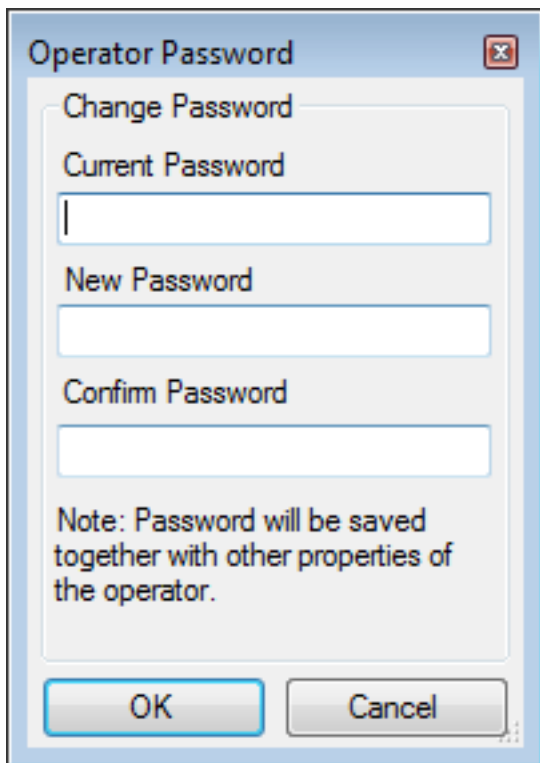 Operator Password
Change Password
Current Password
New Password
Confirm Password
Note: Password will be saved
together with other properties of
the operator.
OK Cancel